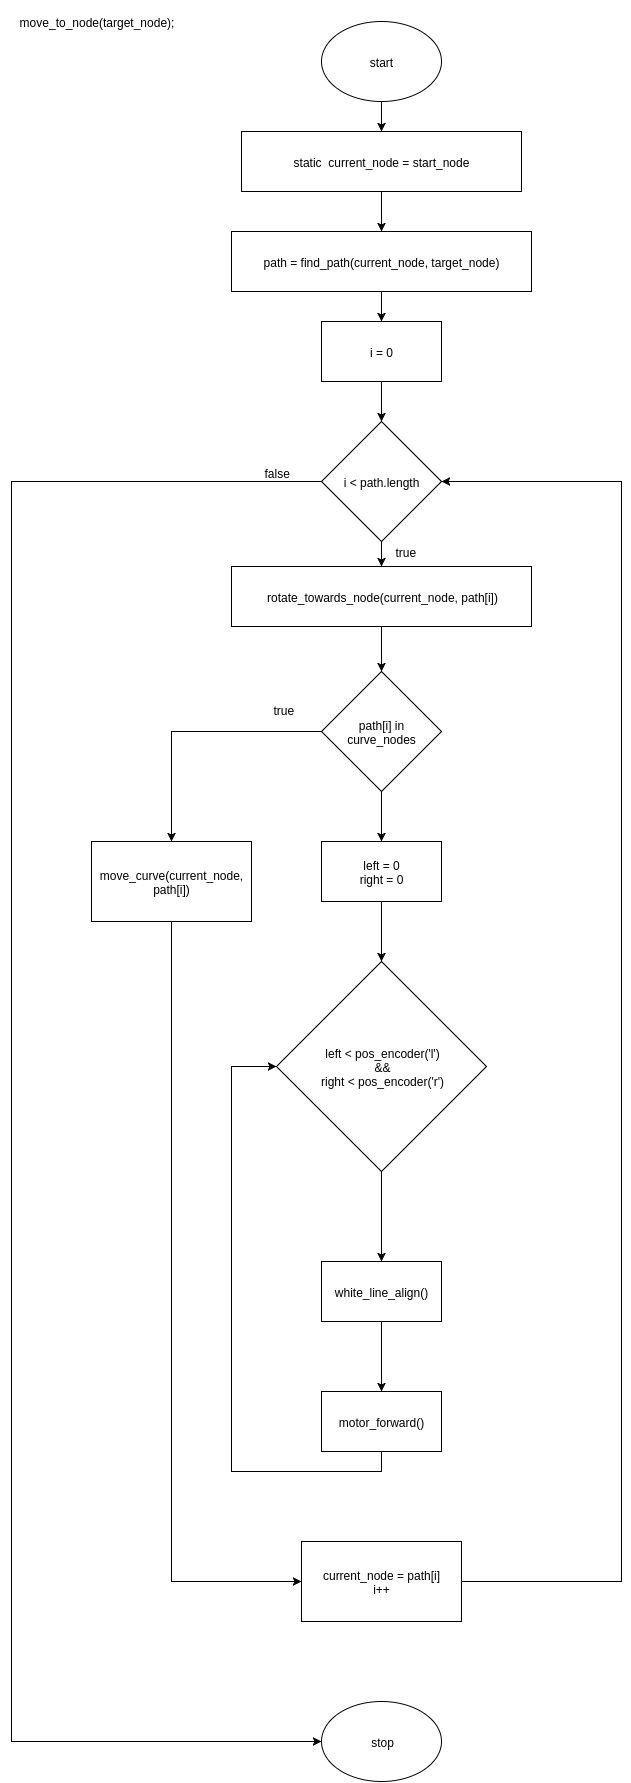 move_to_node(target_node);
start
static  current_node = start_node
path = find_path(current_node, target_node)
i = 0
false
i < path.length
true
rotate_towards_node(current_node, path[i])
true
path[i] in
curve_nodes
move_curve(current_node,
path[i])
left = 0
right = 0
left < pos_encoder('l')
&&
right < pos_encoder('r')
white_line_align()
motor_forward()
current_node = path[i]
i++
stop